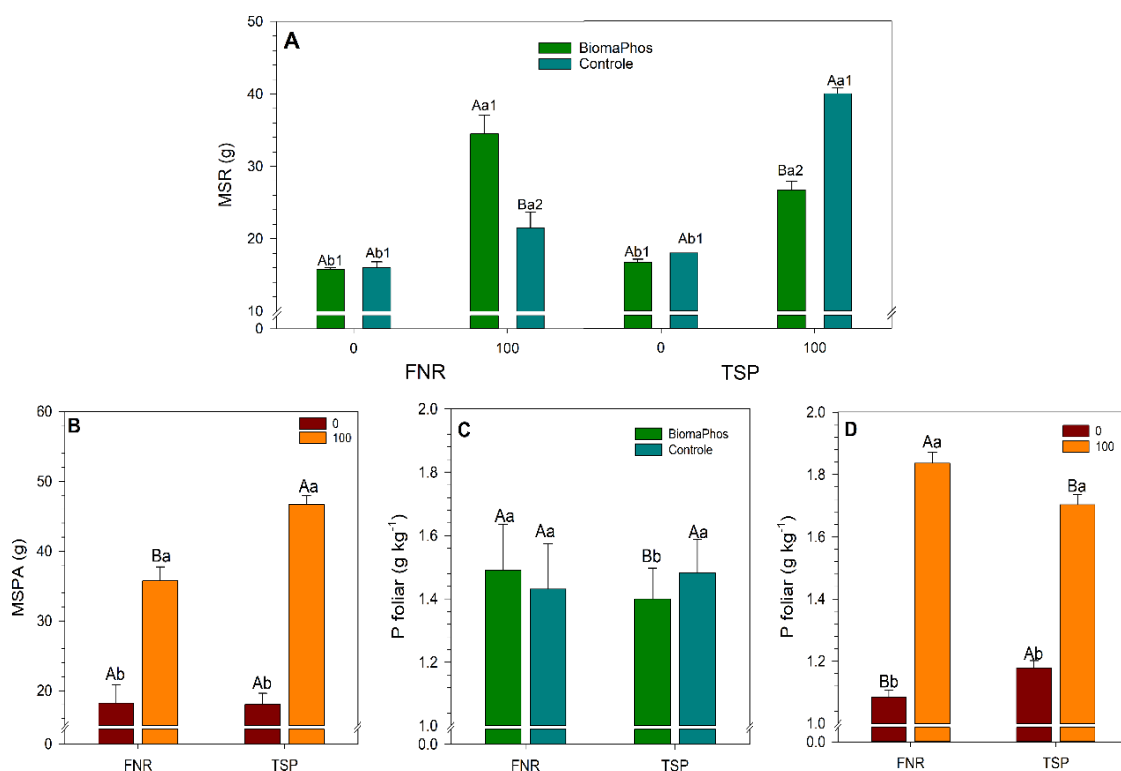 A
BiomaPhos
Controle
50
40
30
20
10
0
MSR (g)
Ab1 Ab1 Aa1 Ba2 Ab1 Ab1 Ba2 Aa1
0 100 0 100
FNR TSP
B
0
100
60
50
40
30
20
0
MSPA (g)
Ab Ba Ab Aa
FNR TSP
C
BiomaPhos
Controle
2.0
1.8
1.6
1.4
1.2
1.0
0.0
P foliar (g kg⁻¹)
Aa Aa Bb Aa
FNR TSP
D
0
100
2.0
1.8
1.6
1.4
1.2
1.0
0.0
P foliar (g kg⁻¹)
Bb Aa Ab Ba
FNR TSP